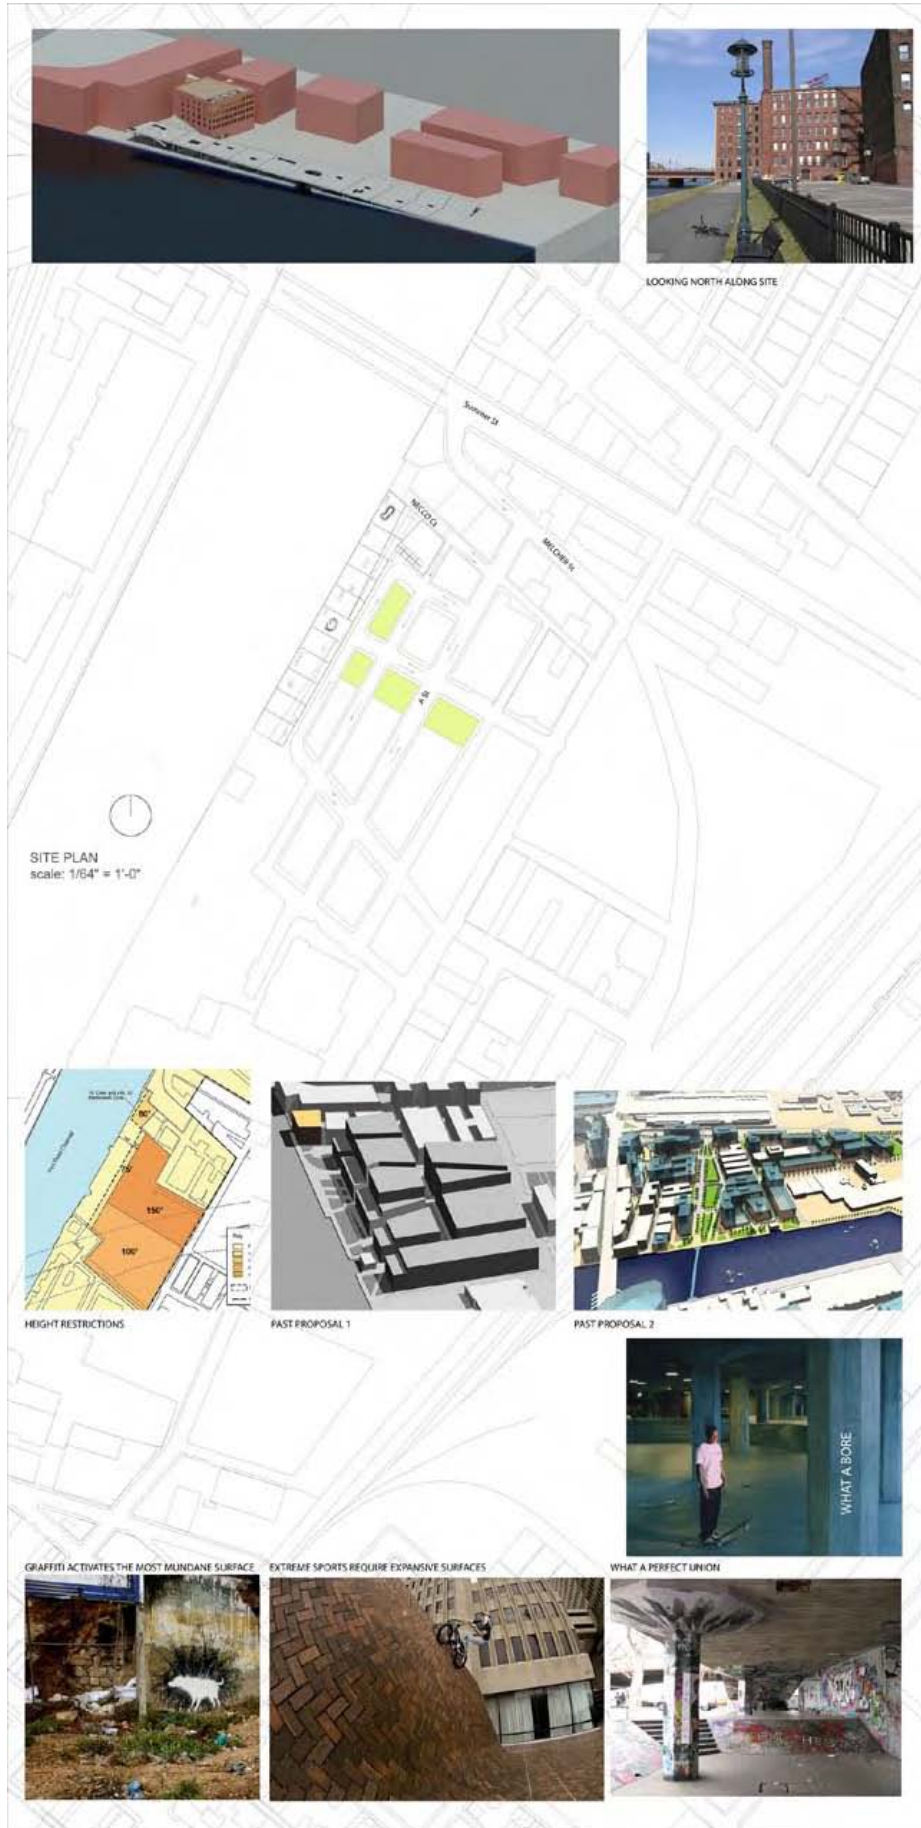 LOOKING NORTH ALONG SITE
Summer St
NECCO Ct
MELCHER St.
A St.
SITE PLAN
scale: 1/64" = 1'-0"
80'
150'
100'
HEIGHT RESTRICTIONS
PAST PROPOSAL 1
PAST PROPOSAL 2
WHAT A BORE
GRAFFITI ACTIVATES THE MOST MUNDANE SURFACE
EXTREME SPORTS REQUIRE EXPANSIVE SURFACES
WHAT A PERFECT UNION